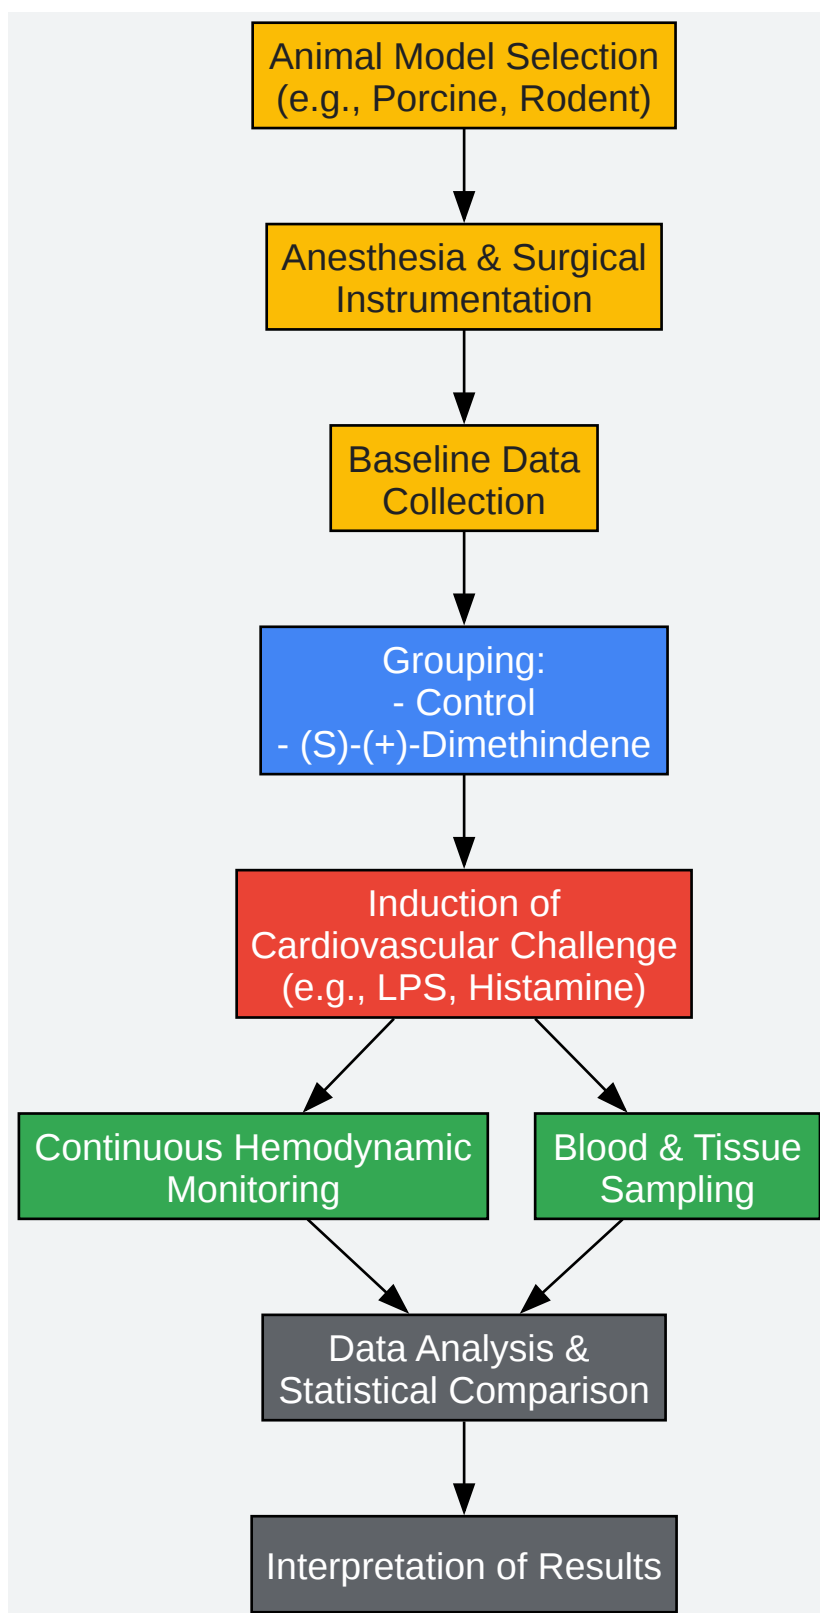 Animal Model Selection
(e.g., Porcine, Rodent)
Anesthesia & Surgical
Instrumentation
Baseline Data
Collection
Grouping:
- Control
- (S)-(+)-Dimethindene
Induction of
Cardiovascular Challenge
(e.g., LPS, Histamine)
Continuous Hemodynamic
Monitoring
Blood & Tissue
Sampling
Data Analysis &
Statistical Comparison
Interpretation of Results